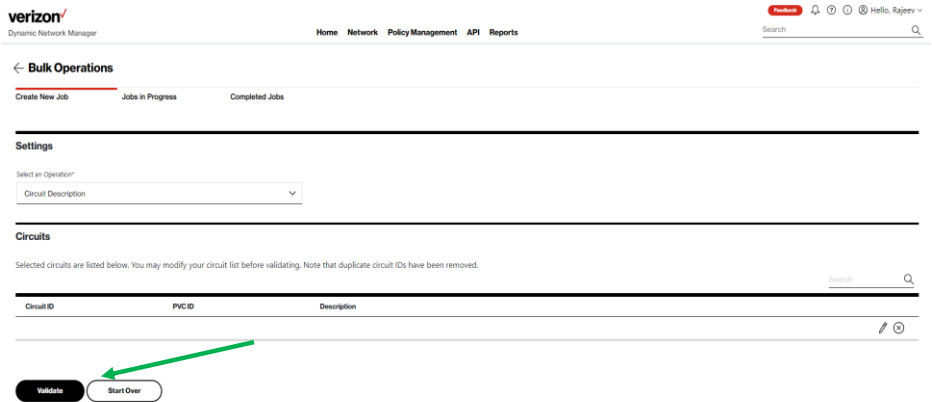 verizon✓
Feedback Hello, Rajeev
Dynamic Network Manager
Home Network Policy Management API Reports
Search
Bulk Operations
Create New Job Jobs in Progress Completed Jobs
Settings
Select an Operation*
Circuit Description
Circuits
Selected circuits are listed below. You may modify your circuit list before validating. Note that duplicate circuit IDs have been removed.
Search
Circuit ID PVC ID Description
Validate Start Over